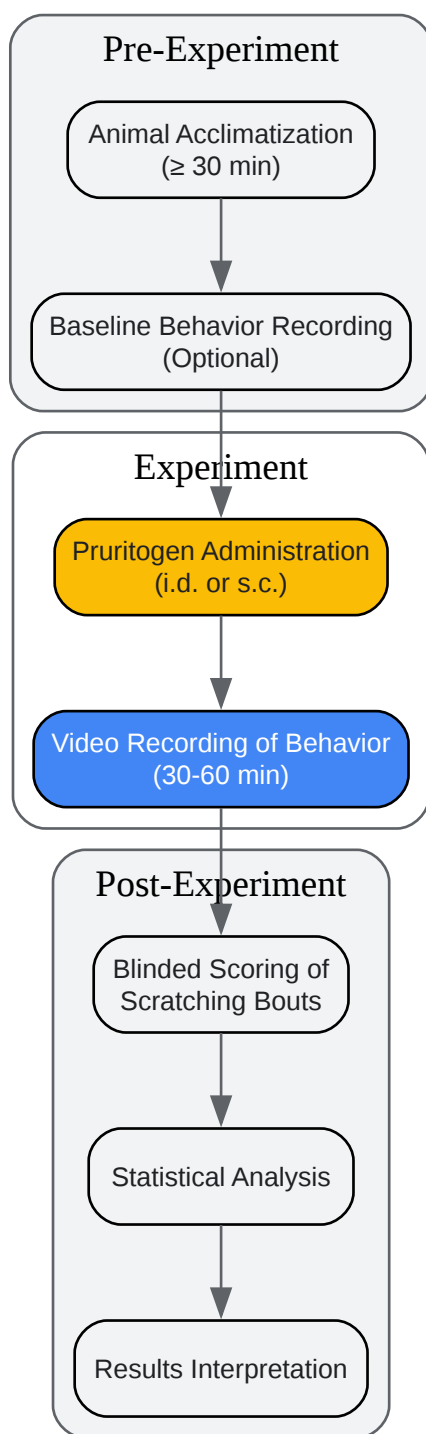 Pre-Experiment
Animal Acclimatization
(≥ 30 min)
Baseline Behavior Recording
(Optional)
Experiment
Pruritogen Administration
(i.d. or s.c.)
Video Recording of Behavior
(30-60 min)
Post-Experiment
Blinded Scoring of
Scratching Bouts
Statistical Analysis
Results Interpretation